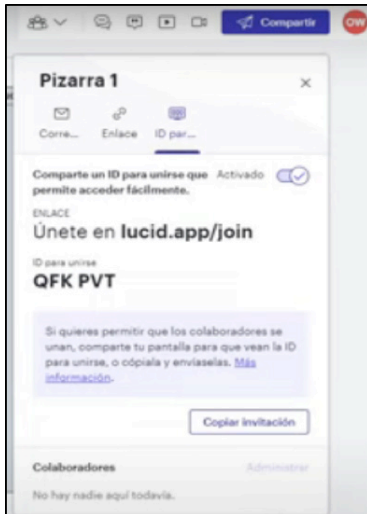 Compartir
OW
Pizarra 1
Corre... Enlace ID par...
Comparte un ID para unirse que Activado
permite acceder fácilmente.
ENLACE
Únete en lucid.app/join
ID para unirse
QFK PVT
Si quieres permitir que los colaboradores se
unan, comparte tu pantalla para que vean la ID
para unirse, o cópiala y envíaselas. Más
información.
Copiar invitación
Colaboradores Administrar
No hay nadie aquí todavía.